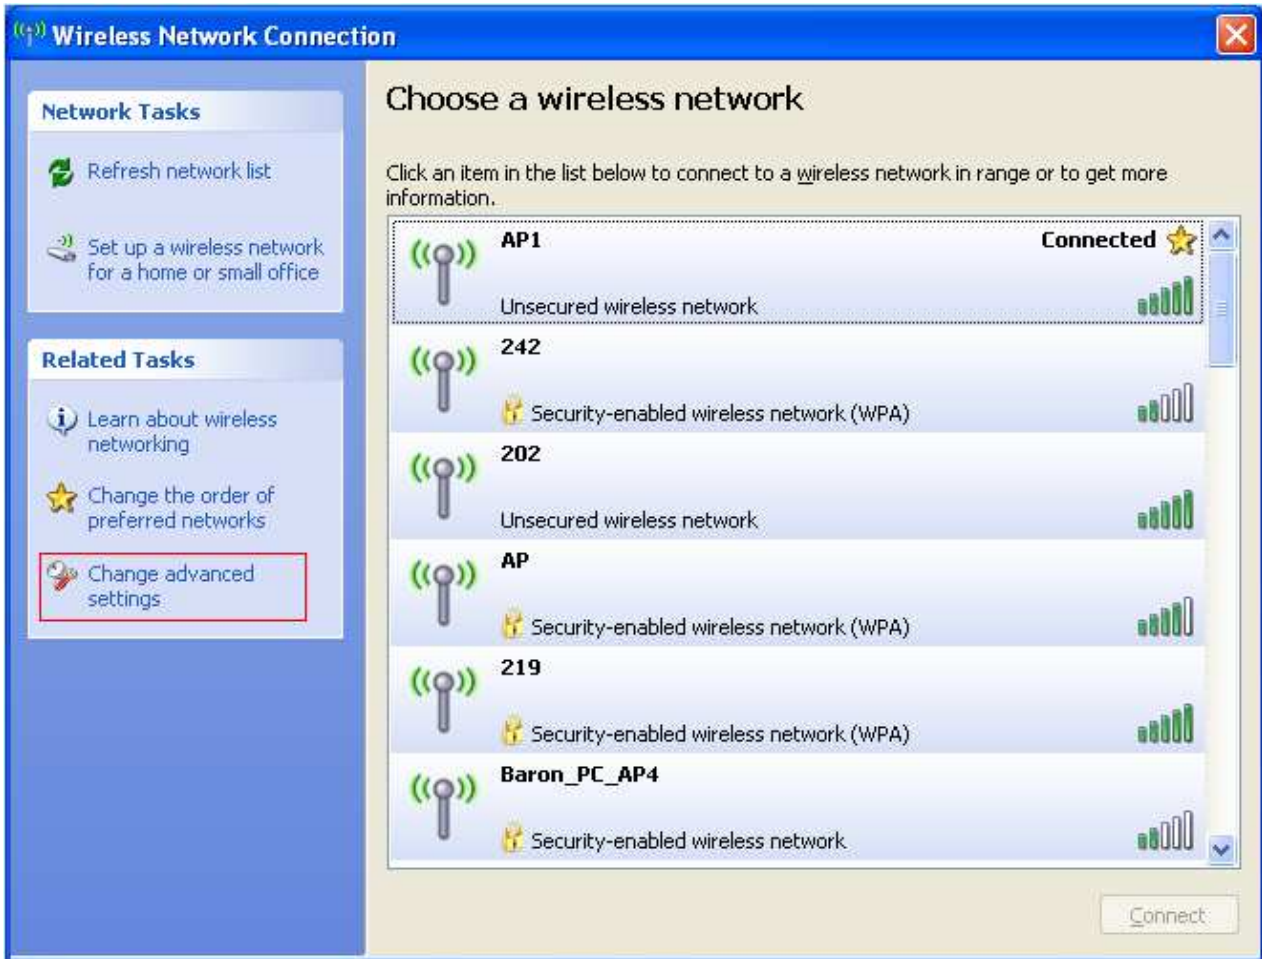 Wireless Network Connection
Network Tasks
Refresh network list
Set up a wireless network
for a home or small office
Related Tasks
Learn about wireless
networking
Change the order of
preferred networks
Change advanced
settings
Choose a wireless network
Click an item in the list below to connect to a wireless network in range or to get more
information.
AP1
Connected
Unsecured wireless network
242
Security-enabled wireless network (WPA)
202
Unsecured wireless network
AP
Security-enabled wireless network (WPA)
219
Security-enabled wireless network (WPA)
Baron_PC_AP4
Security-enabled wireless network
Connect